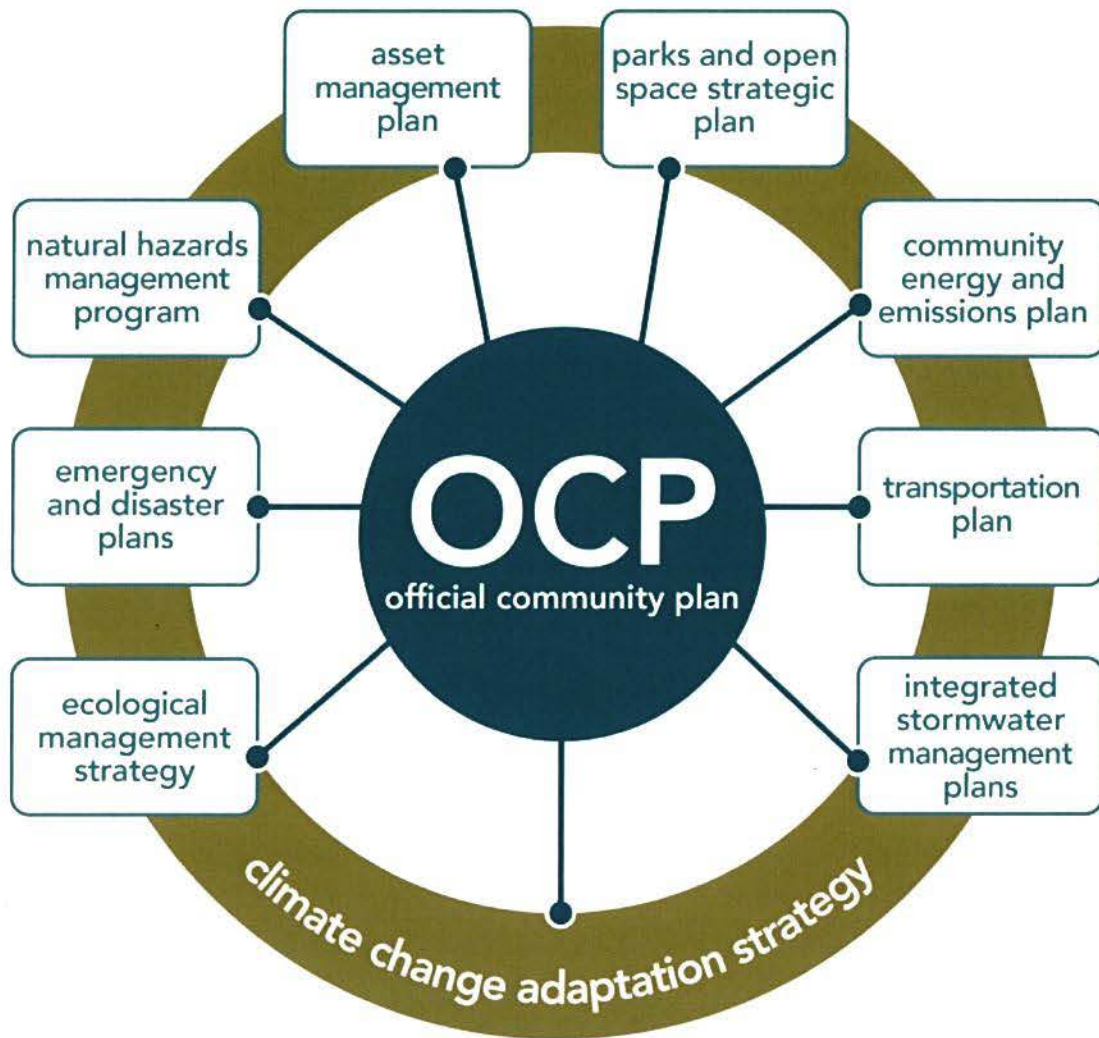 asset
management
plan
parks and open
space strategic
plan
natural hazards
management
program
community
energy and
emissions plan
emergency
and disaster
plans
OCP
official community plan
transportation
plan
ecological
management
strategy
integrated
stormwater
management
plans
climate change adaptation strategy